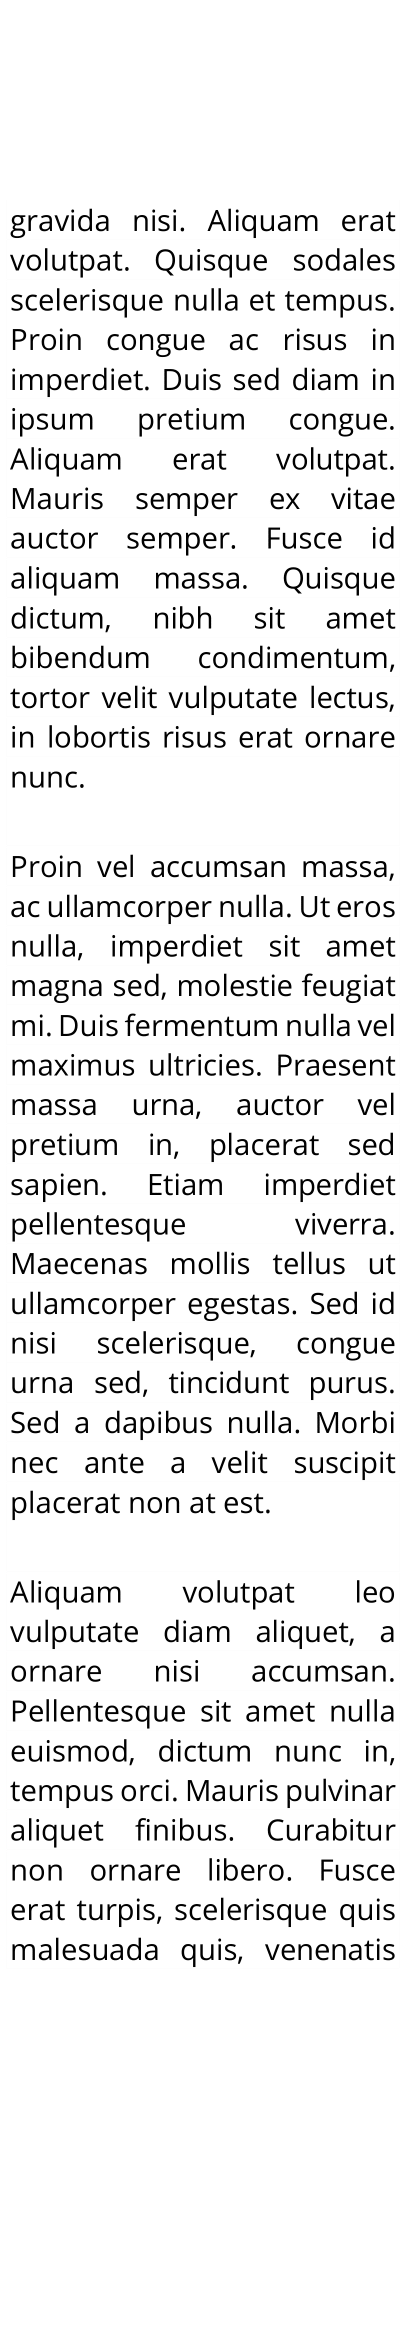 gravida nisi. Aliquam erat
volutpat. Quisque sodales
scelerisque nulla et tempus.
Proin congue ac risus in
imperdiet. Duis sed diam in
ipsum pretium congue.
Aliquam erat volutpat.
Mauris semper ex vitae
auctor semper. Fusce id
aliquam massa. Quisque
dictum, nibh sit amet
bibendum condimentum,
tortor velit vulputate lectus,
in lobortis risus erat ornare
nunc.
Proin vel accumsan massa,
ac ullamcorper nulla. Ut eros
nulla, imperdiet sit amet
magna sed, molestie feugiat
mi. Duis fermentum nulla vel
maximus ultricies. Praesent
massa urna, auctor vel
pretium in, placerat sed
sapien. Etiam imperdiet
pellentesque viverra.
Maecenas mollis tellus ut
ullamcorper egestas. Sed id
nisi scelerisque, congue
urna sed, tincidunt purus.
Sed a dapibus nulla. Morbi
nec ante a velit suscipit
placerat non at est.
Aliquam volutpat leo
vulputate diam aliquet, a
ornare nisi accumsan.
Pellentesque sit amet nulla
euismod, dictum nunc in,
tempus orci. Mauris pulvinar
aliquet finibus. Curabitur
non ornare libero. Fusce
erat turpis, scelerisque quis
malesuada quis, venenatis